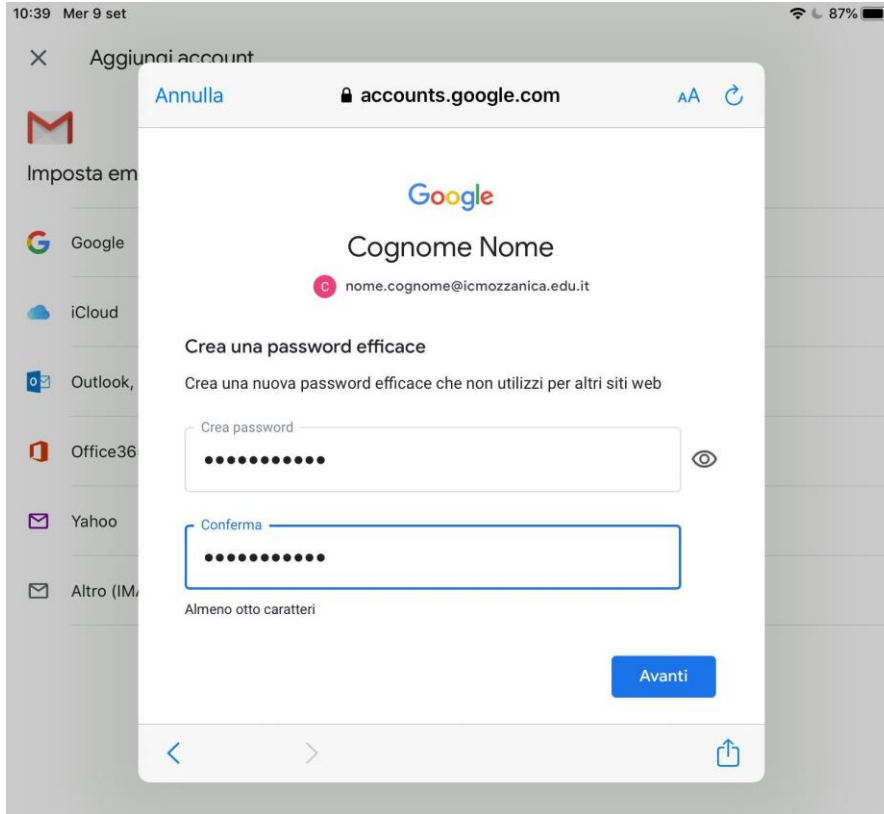 10:39 Mer 9 set
87%
Aggiungi account
Annulla
accounts.google.com
AA
Imposta em
Google
Google
Cognome Nome
C
nome.cognome@icmozzanica.edu.it
iCloud
Crea una password efficace
Outlook,
Crea una nuova password efficace che non utilizzi per altri siti web
Crea password
Office36
•••••••••••
Yahoo
Conferma
•••••••••••
Altro (IMA
Almeno otto caratteri
Avanti